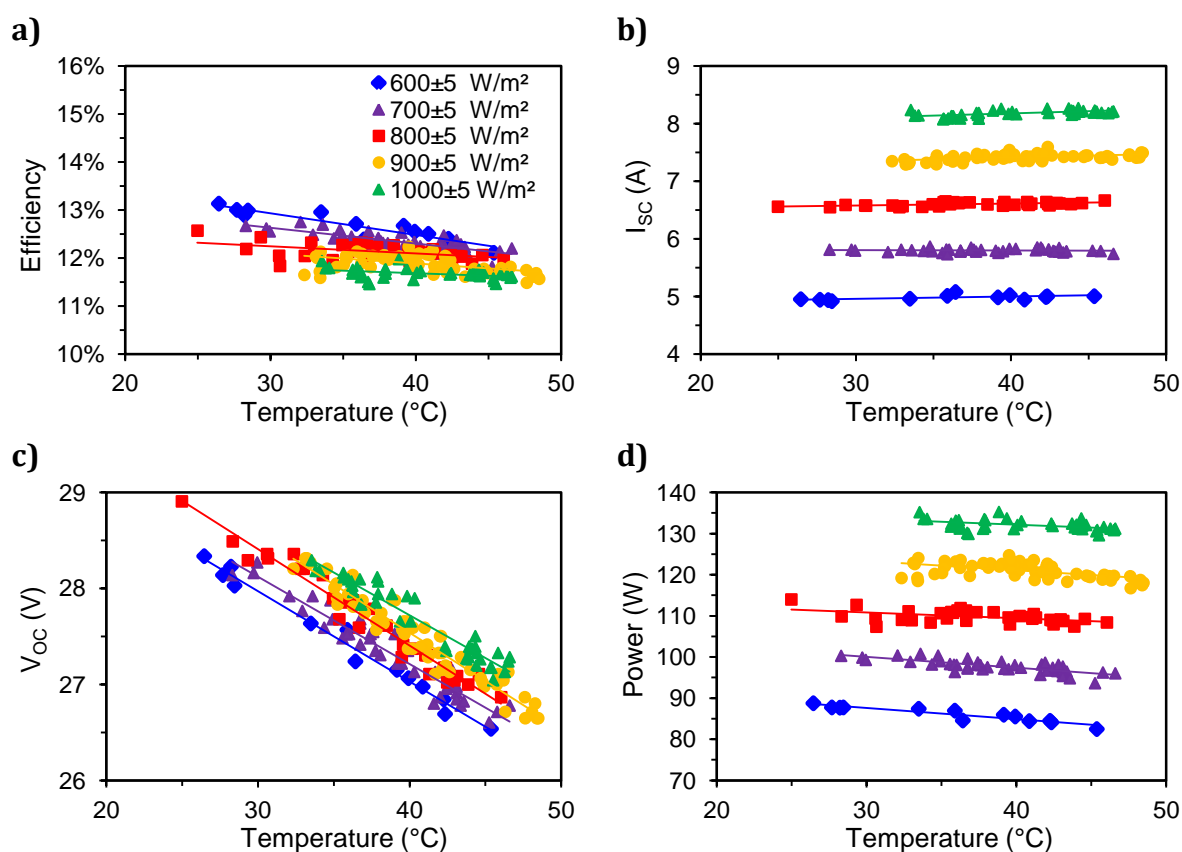 a)
16%
15%
14%
13%
12%
11%
10%
Efficiency
600±5 W/m²
700±5 W/m²
800±5 W/m²
900±5 W/m²
1000±5 W/m²
20
30
40
50
Temperature (°C)
b)
9
8
7
6
5
4
I_SC (A)
20
30
40
50
Temperature (°C)
c)
29
28
27
26
V_OC (V)
20
30
40
50
Temperature (°C)
d)
140
130
120
110
100
90
80
70
Power (W)
20
30
40
50
Temperature (°C)